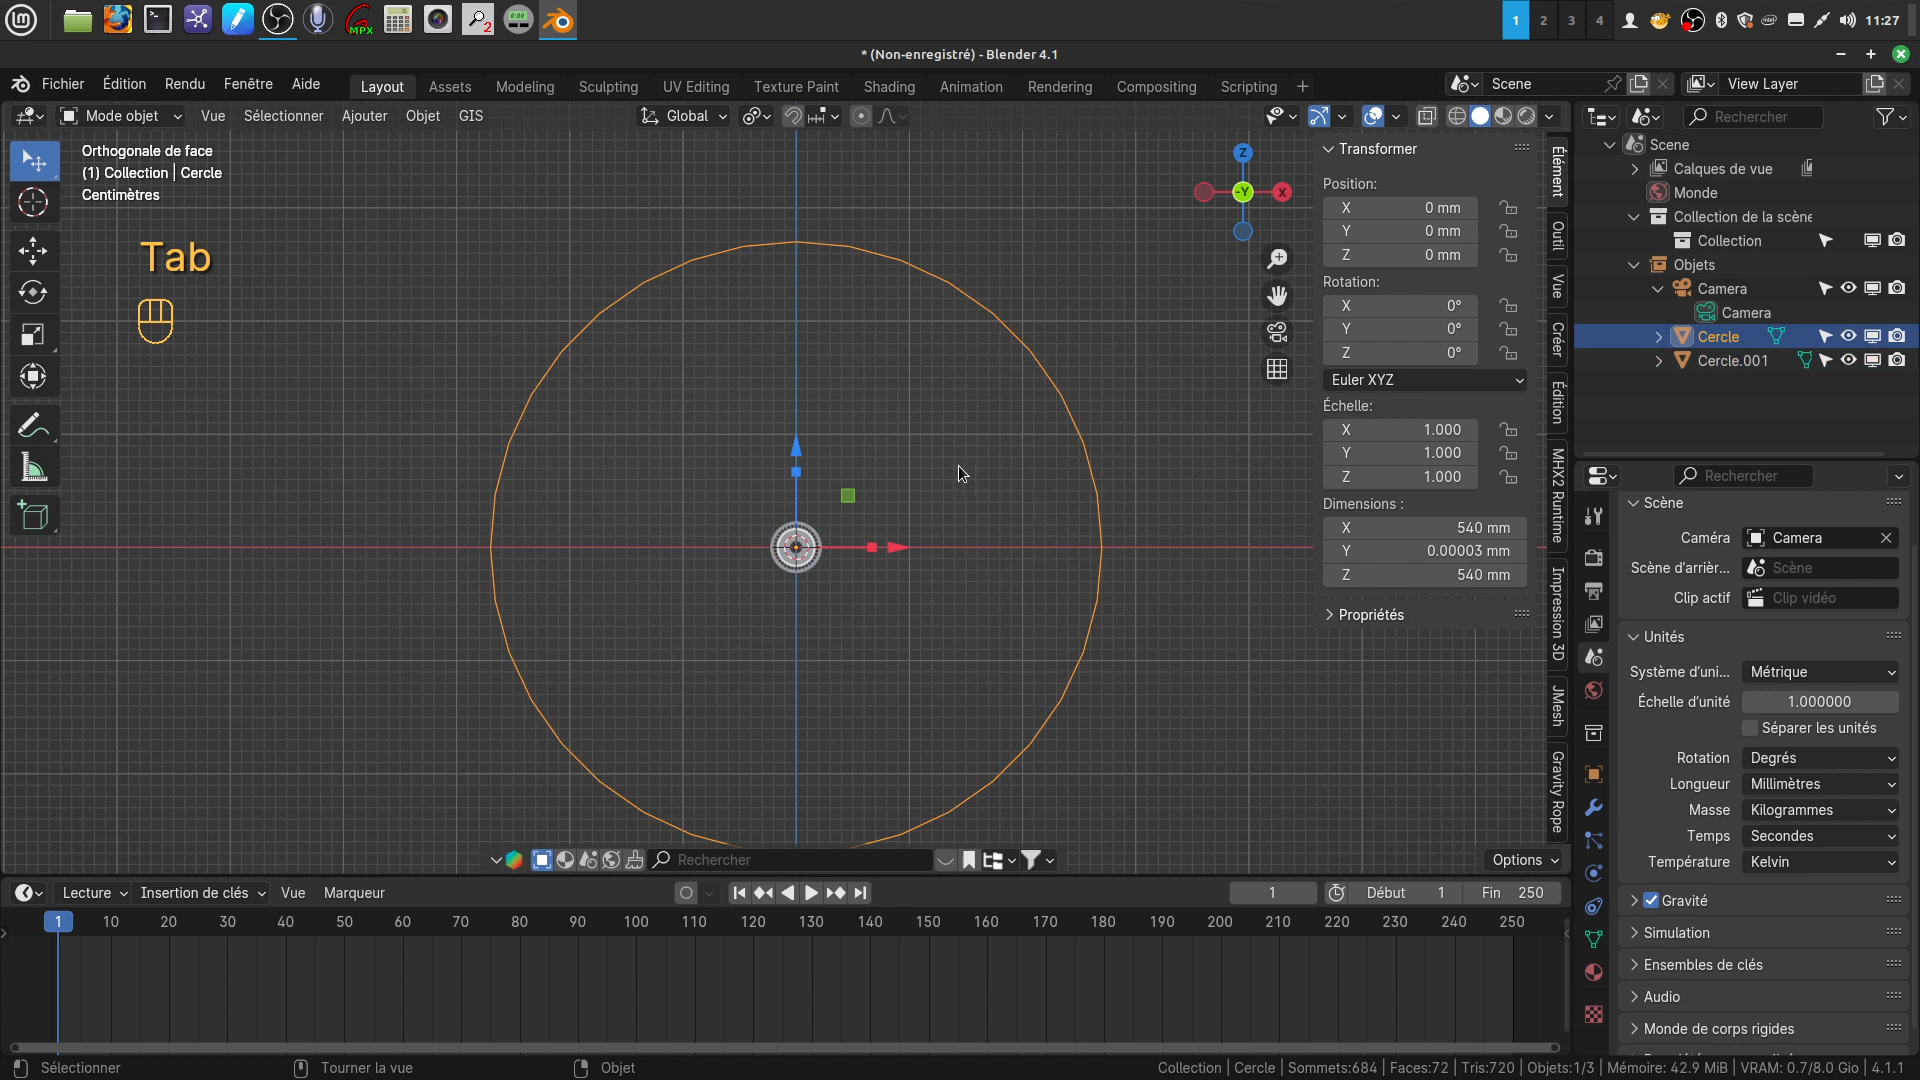 MPX
2
0:00
1
2
3
4
11:27
* (Non-enregistré) - Blender 4.1
Fichier Édition Rendu Fenêtre Aide
Layout Assets Modeling Sculpting UV Editing Texture Paint Shading Animation Rendering Compositing Scripting +
Scene
View Layer
Mode objet Vue Sélectionner Ajouter Objet GIS
Global
Rechercher
Orthogonale de face
(1) Collection | Cercle
Centimètres
Tab
Z
-Y
X
Transformer
Position:
X 0 mm
Y 0 mm
Z 0 mm
Rotation:
X 0°
Y 0°
Z 0°
Euler XYZ
Échelle:
X 1.000
Y 1.000
Z 1.000
Dimensions :
X 540 mm
Y 0.00003 mm
Z 540 mm
Propriétés
Élément
Outil
Vue
Créer
Édition
MHX2 Runtime
Impression 3D
JMesh
Gravity Rope
Scene
Calques de vue
Monde
Collection de la scène
Collection
Objets
Camera
Camera
Cercle
Cercle.001
Rechercher
Scène
Caméra Camera
Scène d'arrièr... Scène
Clip actif Clip vidéo
Unités
Système d'uni... Métrique
Échelle d'unité 1.000000
Séparer les unités
Rotation Degrés
Longueur Millimètres
Masse Kilogrammes
Temps Secondes
Température Kelvin
Gravité
Simulation
Ensembles de clés
Audio
Monde de corps rigides
Rechercher
Options
Lecture Insertion de clés Vue Marqueur
1
Début 1
Fin 250
1 10 20 30 40 50 60 70 80 90 100 110 120 130 140 150 160 170 180 190 200 210 220 230 240 250
Sélectionner Tourner la vue Objet
Collection | Cercle | Sommets:684 | Faces:72 | Tris:720 | Objets:1/3 | Mémoire: 42.9 MiB | VRAM: 0.7/8.0 Gio | 4.1.1